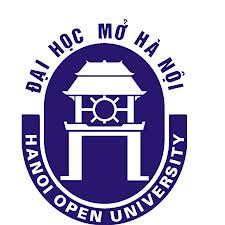 ĐẠI HỌC MỞ HÀ NỘI
HANOI OPEN UNIVERSITY